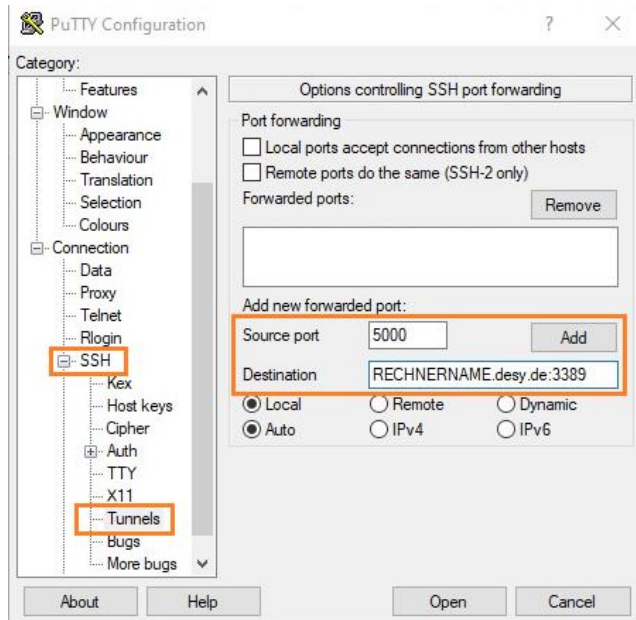 PuTTY Configuration ? ×
Category:
Features
Window
Appearance
Behaviour
Translation
Selection
Colours
Connection
Data
Proxy
Telnet
Rlogin
SSH
Kex
Host keys
Cipher
Auth
TTY
X11
Tunnels
Bugs
More bugs
Options controlling SSH port forwarding
Port forwarding
Local ports accept connections from other hosts
Remote ports do the same (SSH-2 only)
Forwarded ports: Remove
Add new forwarded port:
Source port 5000 Add
Destination RECHNERNAME.desy.de:3389
Local Remote Dynamic
Auto IPv4 IPv6
About Help Open Cancel